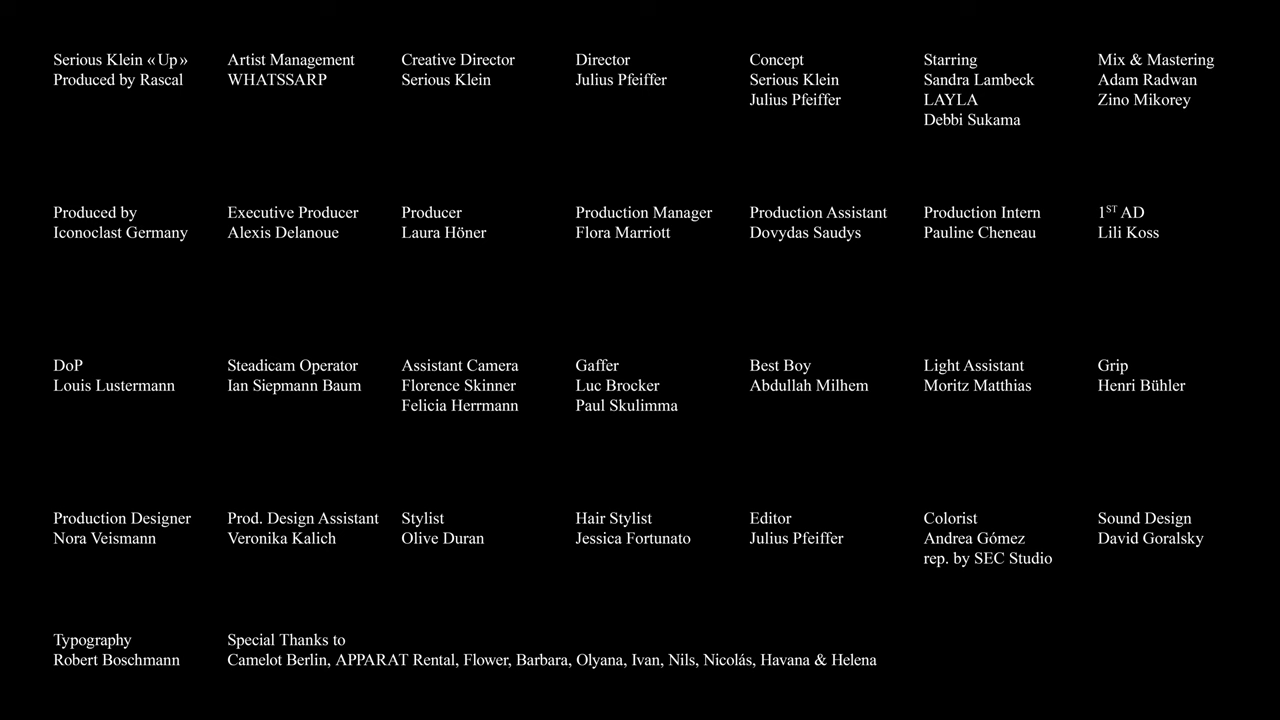 Serious Klein «Up»
Produced by Rascal
Artist Management
WHATSSARP
Creative Director
Serious Klein
Director
Julius Pfeiffer
Concept
Serious Klein
Julius Pfeiffer
Starring
Sandra Lambeck
LAYLA
Debbi Sukama
Mix & Mastering
Adam Radwan
Zino Mikorey
Produced by
Iconoclast Germany
Executive Producer
Alexis Delanoue
Producer
Laura Höner
Production Manager
Flora Marriott
Production Assistant
Dovydas Saudys
Production Intern
Pauline Cheneau
1ST AD
Lili Koss
DoP
Louis Lustermann
Steadicam Operator
Ian Siepmann Baum
Assistant Camera
Florence Skinner
Felicia Herrmann
Gaffer
Luc Brocker
Paul Skulimma
Best Boy
Abdullah Milhem
Light Assistant
Moritz Matthias
Grip
Henri Bühler
Production Designer
Nora Veismann
Prod. Design Assistant
Veronika Kalich
Stylist
Olive Duran
Hair Stylist
Jessica Fortunato
Editor
Julius Pfeiffer
Colorist
Andrea Gómez
rep. by SEC Studio
Sound Design
David Goralsky
Typography
Robert Boschmann
Special Thanks to
Camelot Berlin, APPARAT Rental, Flower, Barbara, Olyana, Ivan, Nils, Nicolás, Havana & Helena